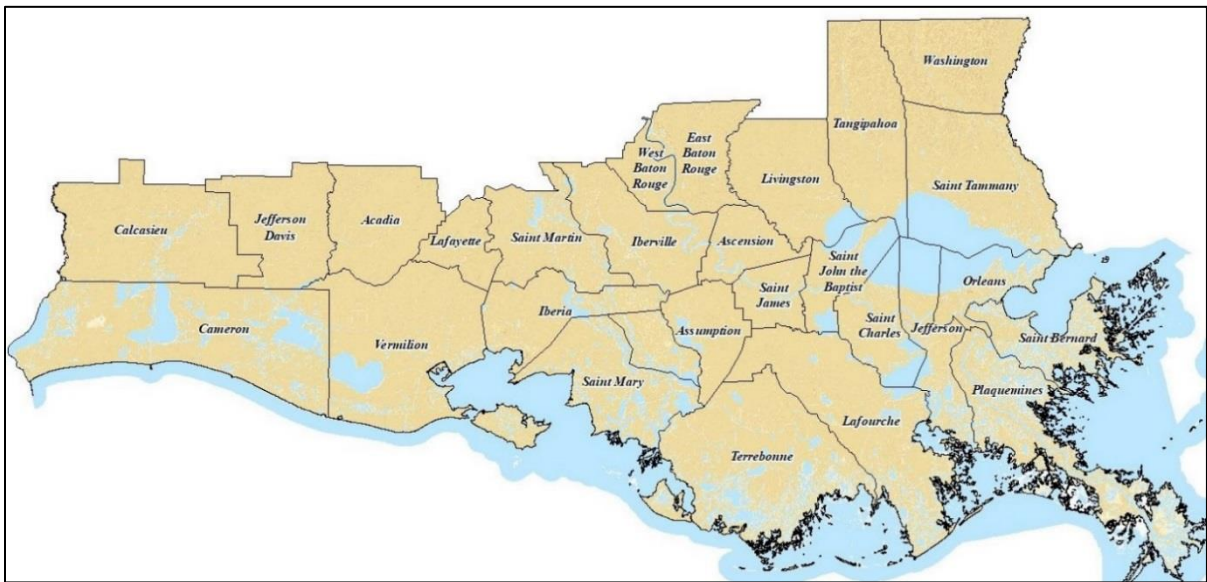 Washington
Tangipahoa
East
Baton
Rouge
West
Baton
Rouge
Livingston
Saint Tammany
Calcasieu
Jefferson
Davis
Acadia
Lafayette
Saint Martin
Iberville
Ascension
Saint
John the
Baptist
Orleans
Saint
James
Cameron
Vermilion
Iberia
Assumption
Saint
Charles
Jefferson
Saint Bernard
Saint Mary
Plaquemines
Lafourche
Terrebonne